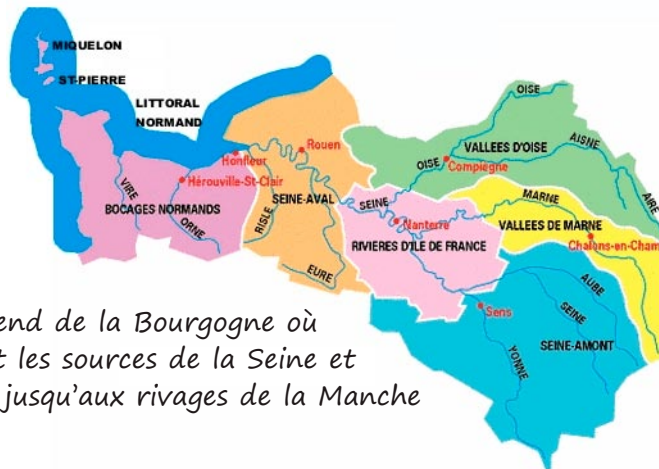 MIQUELON
ST-PIERRE
LITTORAL
NORMAND
OISE
VALLEES D'OISE
AISNE
AIRE
Rouen
Honfleur
OISE
Compiègne
Hérouville-St-Clair
VIRE
BOCAGES NORMANDS
ORNE
SEINE-AVAL
RISLE
EURE
SEINE
Nanterre
RIVIERES D'ILE DE FRANCE
MARNE
VALLEES DE MARNE
Chalons-en-Cham
AUBE
SEINE
Sens
SEINE-AMONT
YONNE
end de la Bourgogne où
t les sources de la Seine et
jusqu'aux rivages de la Manche